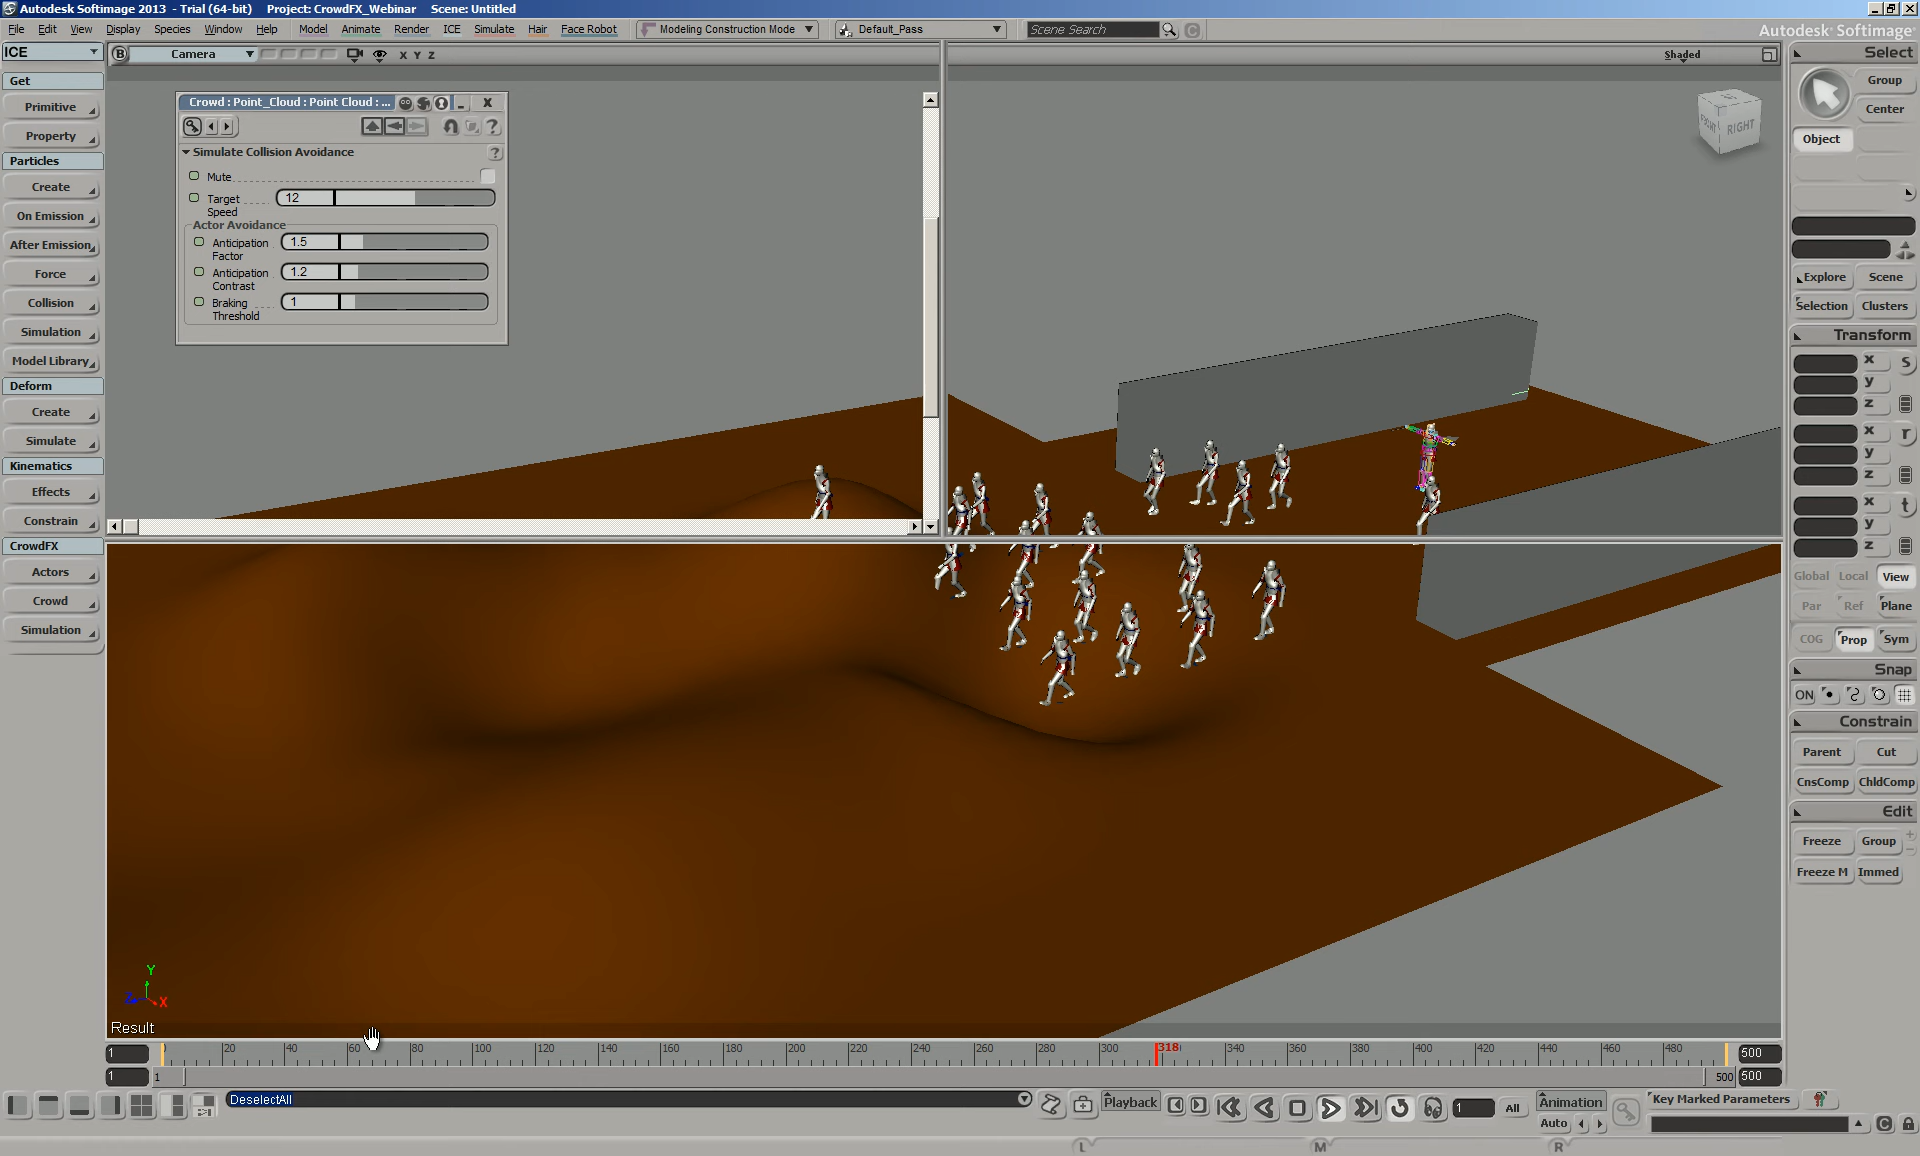 Autodesk Softimage 2013 - Trial (64-bit) Project: CrowdFX_Webinar Scene: Untitled
File Edit View Display Species Window Help Model Animate Render ICE Simulate Hair Face Robot Modeling Construction Mode Default_Pass Scene Search
Autodesk Softimage
ICE
B Camera X Y Z
Shaded
Select
Get
Primitive
Property
Particles
Create
On Emission
After Emission
Force
Collision
Simulation
Model Library
Deform
Create
Simulate
Kinematics
Effects
Constrain
CrowdFX
Actors
Crowd
Simulation
Crowd : Point_Cloud : Point Cloud : ...
Simulate Collision Avoidance
Mute
Target Speed 12
Actor Avoidance
Anticipation Factor 1.5
Anticipation Contrast 1.2
Braking Threshold 1
RIGHT
Group
Center
Object
Explore Scene
Selection Clusters
Transform
x s
y
z
x r
y
z
x t
y
z
Global Local View
Par Ref Plane
COG Prop Sym
Snap
ON
Constrain
Parent Cut
CnsComp ChldComp
Edit
Freeze Group
Freeze M Immed
Y
Z X
Result
1 20 40 60 80 100 120 140 160 180 200 220 240 260 280 300 318 340 360 380 400 420 440 460 480 500
1 1 500 500
DeselectAll
Playback 1 All Animation Key Marked Parameters
Auto
L M R